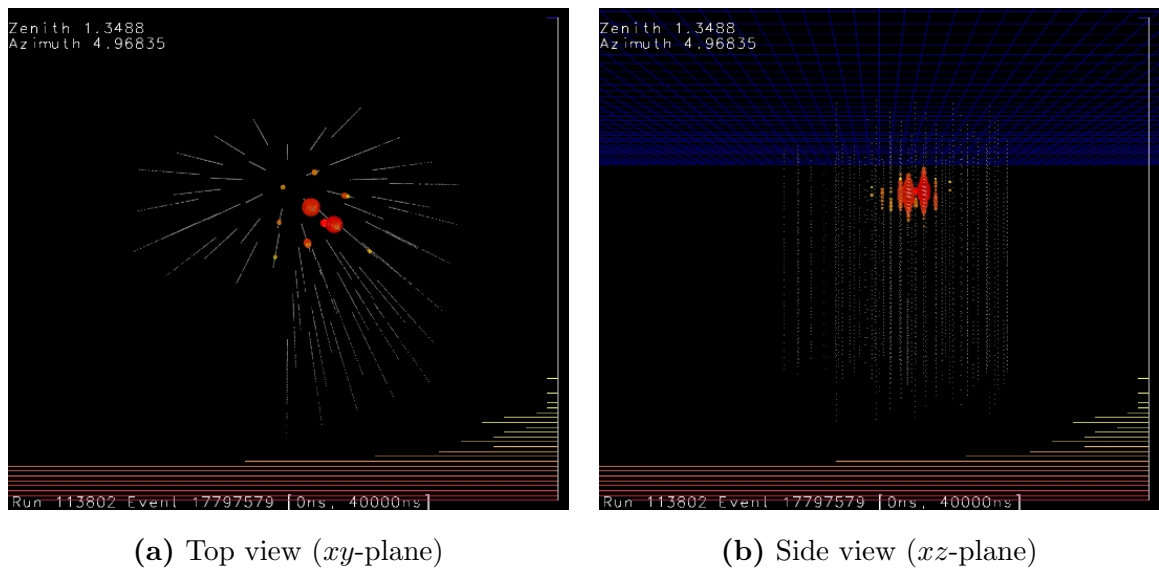 Zenith 1.3488
Azimuth 4.96835
Run 113802 Event 17797579 [0ns, 40000ns]
Zenith 1.3488
Azimuth 4.96835
Run 113802 Event 17797579 [0ns, 40000ns]
(a) Top view (xy-plane)
(b) Side view (xz-plane)